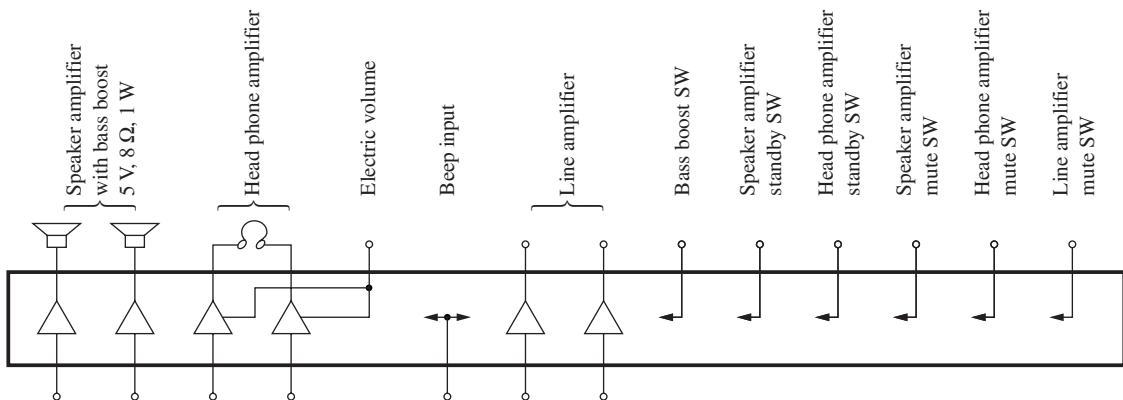 Speaker amplifier
with bass boost
5 V, 8 Ω, 1 W
Head phone amplifier
Electric volume
Beep input
Line amplifier
Bass boost SW
Speaker amplifier
standby SW
Head phone amplifier
standby SW
Speaker amplifier
mute SW
Head phone amplifier
mute SW
Line amplifier
mute SW